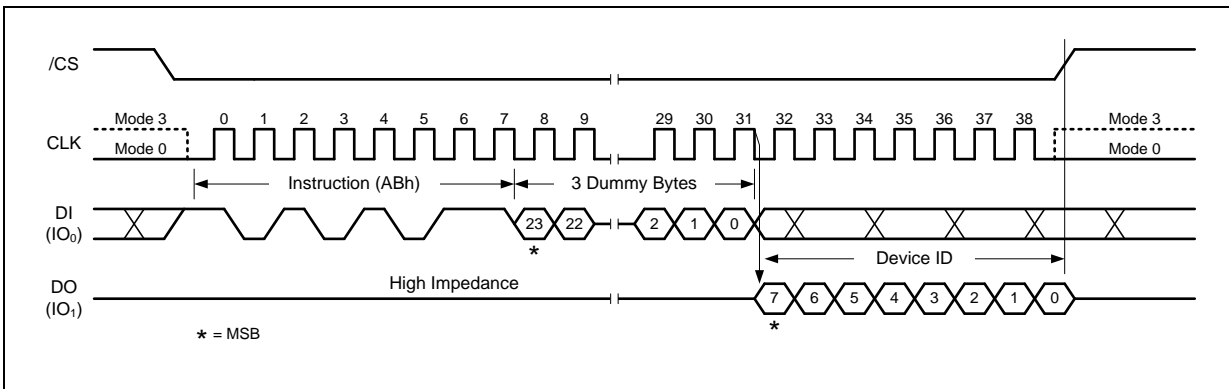 /CS
Mode 3 0 1 2 3 4 5 6 7 8 9 29 30 31 32 33 34 35 36 37 38 Mode 3
CLK
Mode 0 Mode 0
Instruction (ABh) 3 Dummy Bytes
DI
(IO₀)
23 22 2 1 0
*
Device ID
DO
(IO₁)
High Impedance
7 6 5 4 3 2 1 0
*
* = MSB